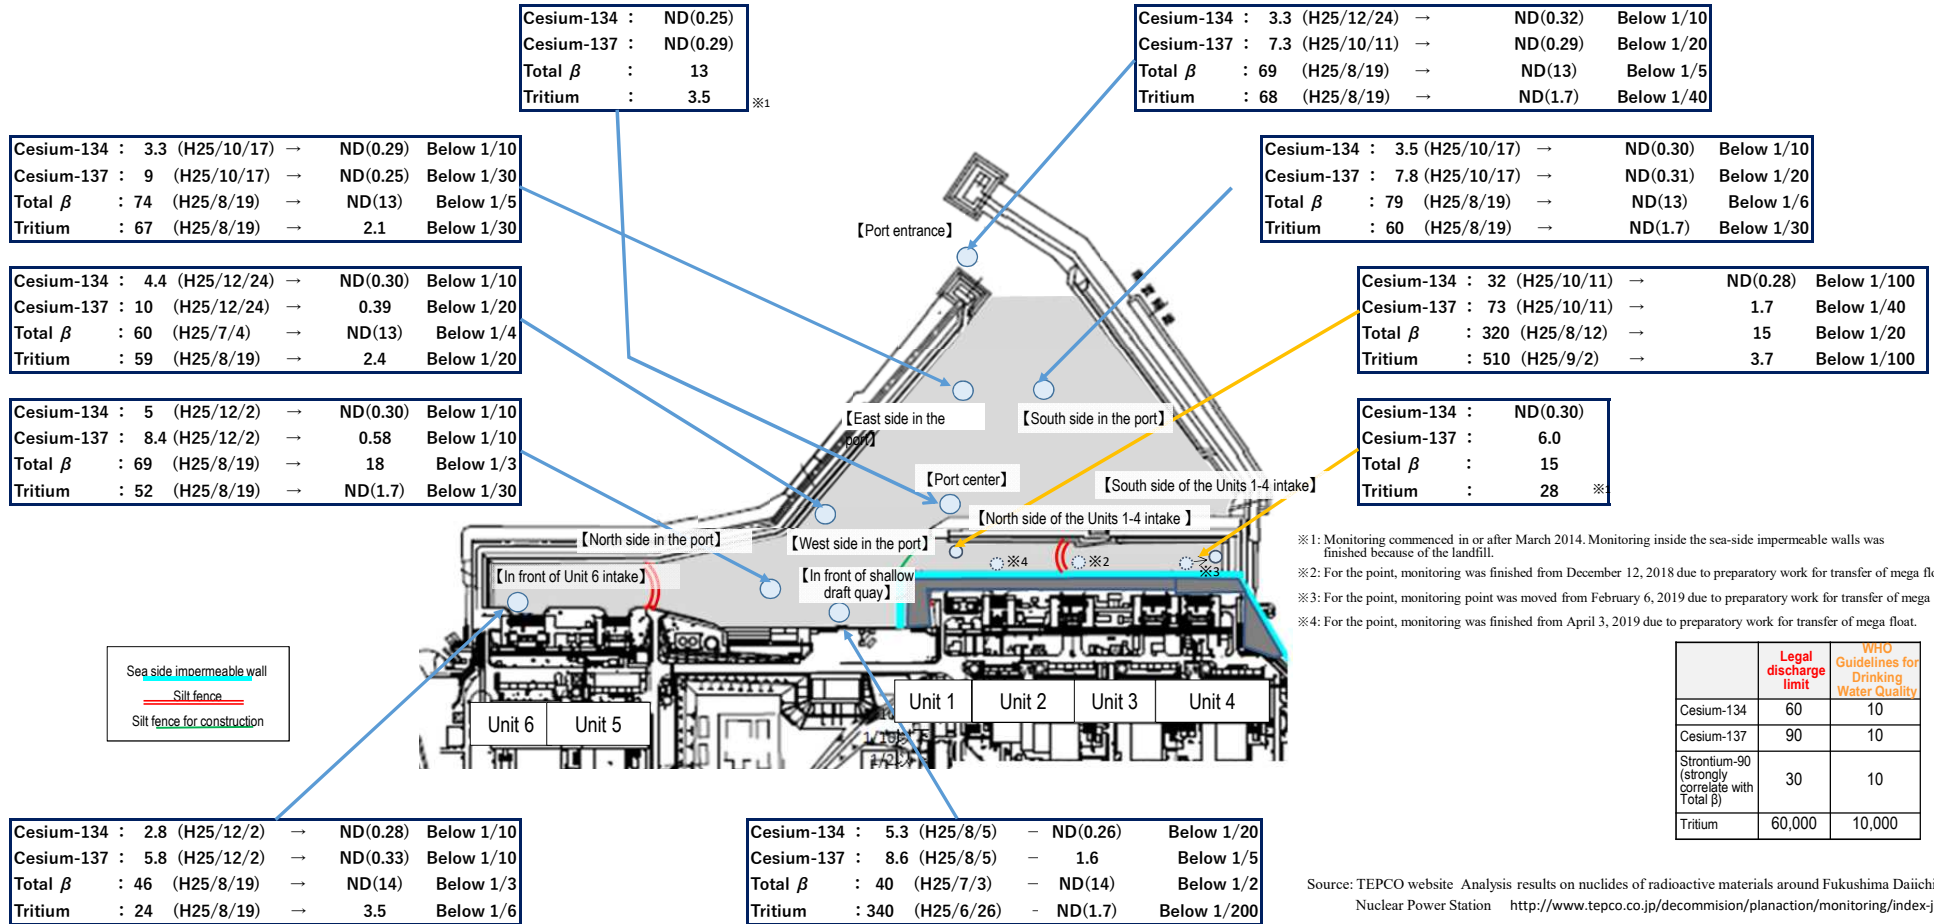 Cesium-134 : ND(0.25)
Cesium-137 : ND(0.29)
Total β : 13
Tritium : 3.5 ※1
Cesium-134 : 3.3 (H25/12/24) → ND(0.32) Below 1/10
Cesium-137 : 7.3 (H25/10/11) → ND(0.29) Below 1/20
Total β : 69 (H25/8/19) → ND(13) Below 1/5
Tritium : 68 (H25/8/19) → ND(1.7) Below 1/40
Cesium-134 : 3.3 (H25/10/17) → ND(0.29) Below 1/10
Cesium-137 : 9 (H25/10/17) → ND(0.25) Below 1/30
Total β : 74 (H25/8/19) → ND(13) Below 1/5
Tritium : 67 (H25/8/19) → 2.1 Below 1/30
Cesium-134 : 3.5 (H25/10/17) → ND(0.30) Below 1/10
Cesium-137 : 7.8 (H25/10/17) → ND(0.31) Below 1/20
Total β : 79 (H25/8/19) → ND(13) Below 1/6
Tritium : 60 (H25/8/19) → ND(1.7) Below 1/30
Cesium-134 : 4.4 (H25/12/24) → ND(0.30) Below 1/10
Cesium-137 : 10 (H25/12/24) → 0.39 Below 1/20
Total β : 60 (H25/7/4) → ND(13) Below 1/4
Tritium : 59 (H25/8/19) → 2.4 Below 1/20
Cesium-134 : 32 (H25/10/11) → ND(0.28) Below 1/100
Cesium-137 : 73 (H25/10/11) → 1.7 Below 1/40
Total β : 320 (H25/8/12) → 15 Below 1/20
Tritium : 510 (H25/9/2) → 3.7 Below 1/100
Cesium-134 : 5 (H25/12/2) → ND(0.30) Below 1/10
Cesium-137 : 8.4 (H25/12/2) → 0.58 Below 1/10
Total β : 69 (H25/8/19) → 18 Below 1/3
Tritium : 52 (H25/8/19) → ND(1.7) Below 1/30
Cesium-134 : ND(0.30)
Cesium-137 : 6.0
Total β : 15
Tritium : 28 ※1
【Port entrance】
【East side in the
port】
【South side in the port】
【Port center】
【South side of the Units 1-4 intake】
【North side of the Units 1-4 intake 】
【North side in the port】
【West side in the port】
【In front of Unit 6 intake】
【In front of shallow
draft quay】
※4
※2
※3
※1: Monitoring commenced in or after March 2014. Monitoring inside the sea-side impermeable walls was
finished because of the landfill.
※2: For the point, monitoring was finished from December 12, 2018 due to preparatory work for transfer of mega flo
※3: For the point, monitoring point was moved from February 6, 2019 due to preparatory work for transfer of mega
※4: For the point, monitoring was finished from April 3, 2019 due to preparatory work for transfer of mega float.
Sea side impermeable wall
Silt fence
Silt fence for construction
Unit 6
Unit 5
Unit 1
Unit 2
Unit 3
Unit 4
1/10
1/2
Legal discharge limit
WHO Guidelines for Drinking Water Quality
Cesium-134 60 10
Cesium-137 90 10
Strontium-90 (strongly correlate with Total β) 30 10
Tritium 60,000 10,000
Cesium-134 : 2.8 (H25/12/2) → ND(0.28) Below 1/10
Cesium-137 : 5.8 (H25/12/2) → ND(0.33) Below 1/10
Total β : 46 (H25/8/19) → ND(14) Below 1/3
Tritium : 24 (H25/8/19) → 3.5 Below 1/6
Cesium-134 : 5.3 (H25/8/5) − ND(0.26) Below 1/20
Cesium-137 : 8.6 (H25/8/5) − 1.6 Below 1/5
Total β : 40 (H25/7/3) − ND(14) Below 1/2
Tritium : 340 (H25/6/26) - ND(1.7) Below 1/200
Source: TEPCO website Analysis results on nuclides of radioactive materials around Fukushima Daiichi
Nuclear Power Station http://www.tepco.co.jp/decommision/planaction/monitoring/index-j